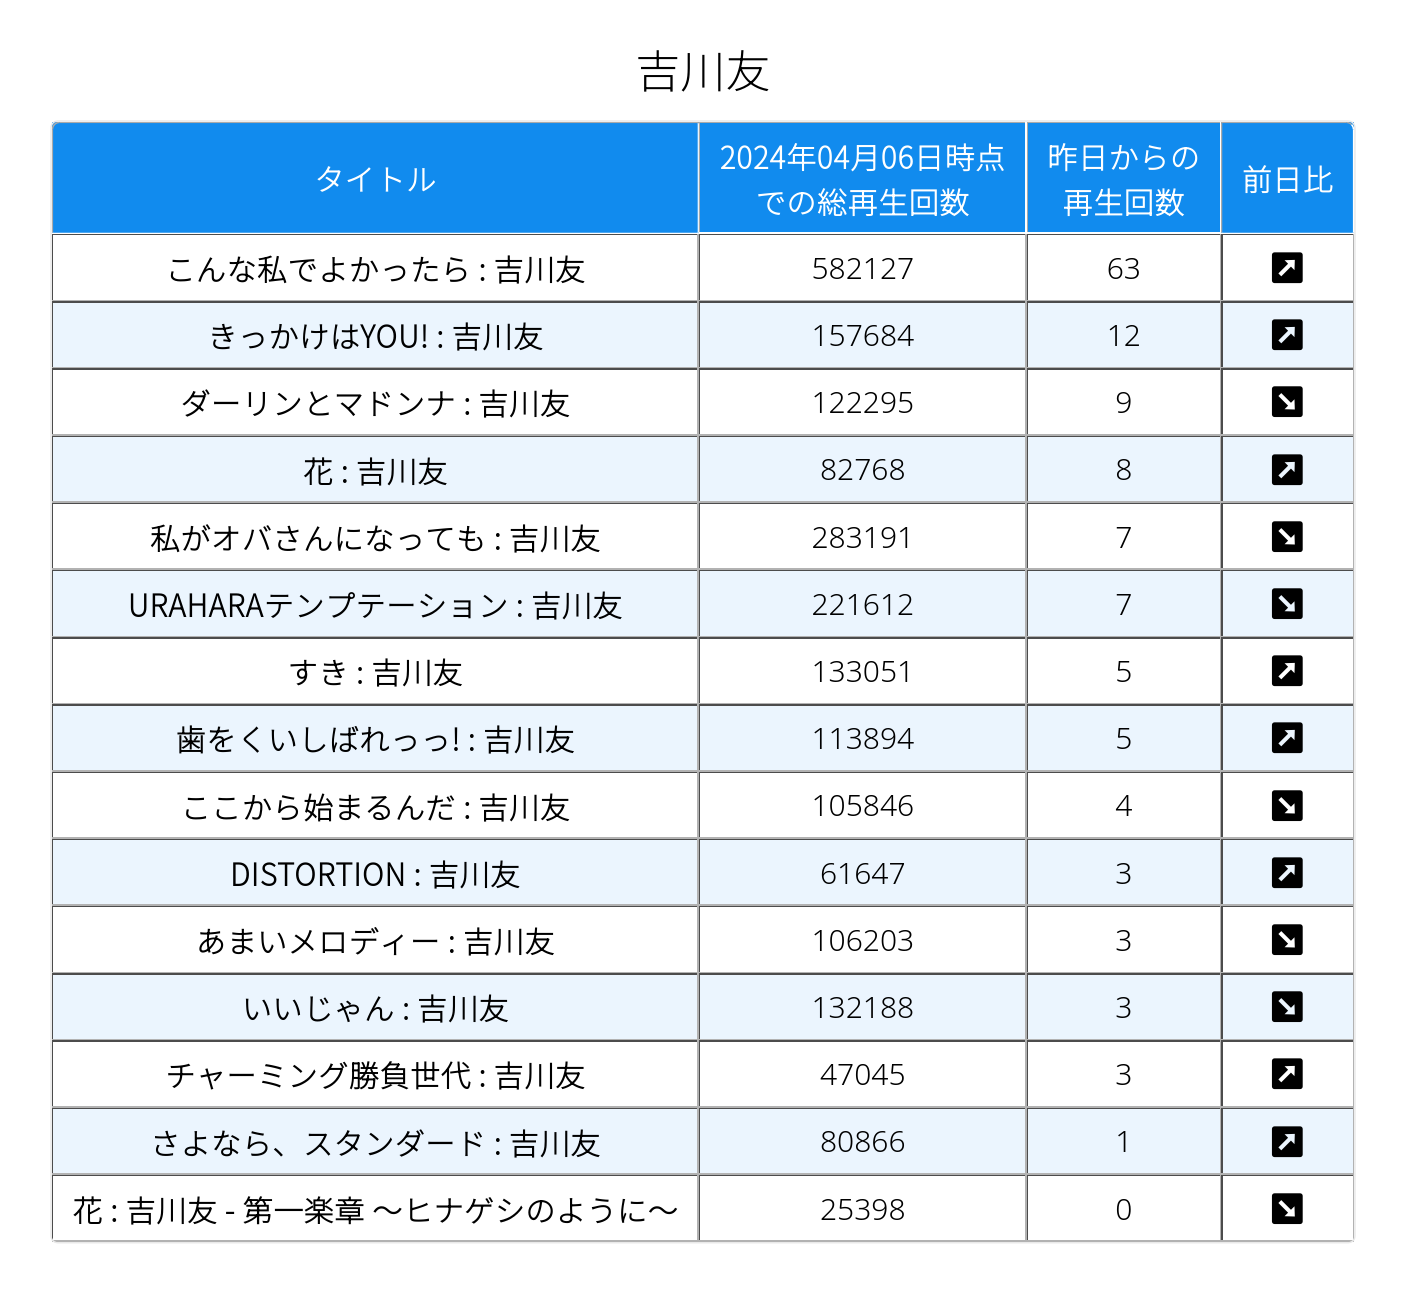 吉川友
タイトル 2024年04月06日時点での総再生回数 昨日からの再生回数 前日比
こんな私でよかったら : 吉川友 582127 63 ↗
きっかけはYOU! : 吉川友 157684 12 ↗
ダーリンとマドンナ : 吉川友 122295 9 ↘
花 : 吉川友 82768 8 ↗
私がオバさんになっても : 吉川友 283191 7 ↘
URAHARAテンプテーション : 吉川友 221612 7 ↘
すき : 吉川友 133051 5 ↗
歯をくいしばれっっ! : 吉川友 113894 5 ↗
ここから始まるんだ : 吉川友 105846 4 ↘
DISTORTION : 吉川友 61647 3 ↗
あまいメロディー : 吉川友 106203 3 ↘
いいじゃん : 吉川友 132188 3 ↘
チャーミング勝負世代 : 吉川友 47045 3 ↗
さよなら、スタンダード : 吉川友 80866 1 ↗
花 : 吉川友 - 第一楽章 〜ヒナゲシのように〜 25398 0 ↘